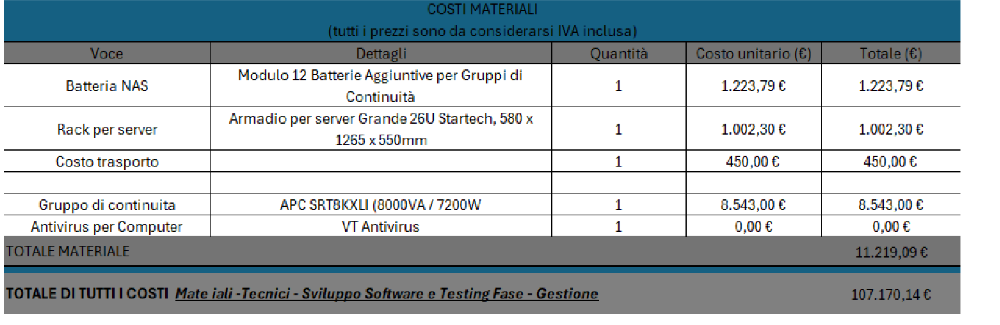 COSTI MATERIALI
(tutti i prezzi sono da considerarsi IVA inclusa)
Voce Dettagli Quantità Costo unitario (€) Totale (€)
Batteria NAS Modulo 12 Batterie Aggiuntive per Gruppi di Continuità 1 1.223,79 € 1.223,79 €
Rack per server Armadio per server Grande 26U Startech, 580 x 1265 x 550mm 1 1.002,30 € 1.002,30 €
Costo trasporto 1 450,00 € 450,00 €
Gruppo di continuita APC SRT8KXLI (8000VA / 7200W 1 8.543,00 € 8.543,00 €
Antivirus per Computer VT Antivirus 1 0,00 € 0,00 €
TOTALE MATERIALE 11.219,09 €
TOTALE DI TUTTI I COSTI Mate iali -Tecnici - Sviluppo Software e Testing Fase - Gestione 107.170,14 €